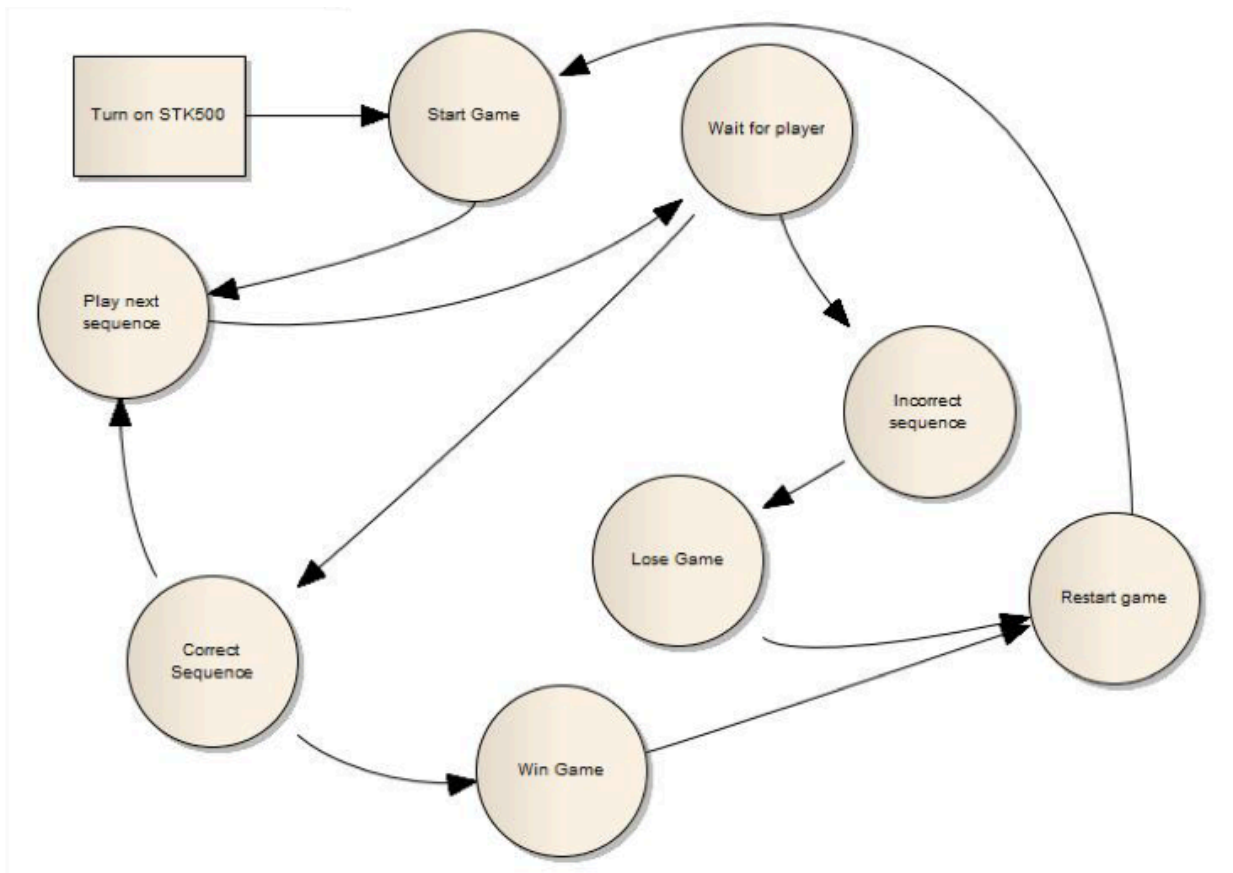 Turn on STK500
Start Game
Wait for player
Play next
sequence
Incorrect
sequence
Lose Game
Restart game
Correct
Sequence
Win Game